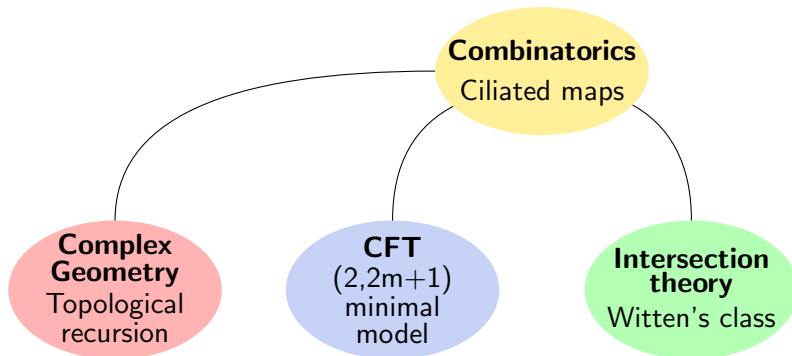 Combinatorics
Ciliated maps
Complex
Geometry
Topological
recursion
CFT
(2,2m+1)
minimal
model
Intersection
theory
Witten's class